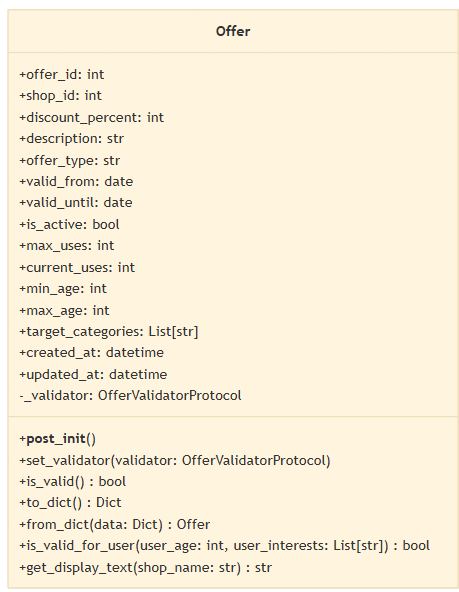 Offer
+offer_id: int
+shop_id: int
+discount_percent: int
+description: str
+offer_type: str
+valid_from: date
+valid_until: date
+is_active: bool
+max_uses: int
+current_uses: int
+min_age: int
+max_age: int
+target_categories: List[str]
+created_at: datetime
+updated_at: datetime
-_validator: OfferValidatorProtocol
+post_init()
+set_validator(validator: OfferValidatorProtocol)
+is_valid() : bool
+to_dict() : Dict
+from_dict(data: Dict) : Offer
+is_valid_for_user(user_age: int, user_interests: List[str]) : bool
+get_display_text(shop_name: str) : str